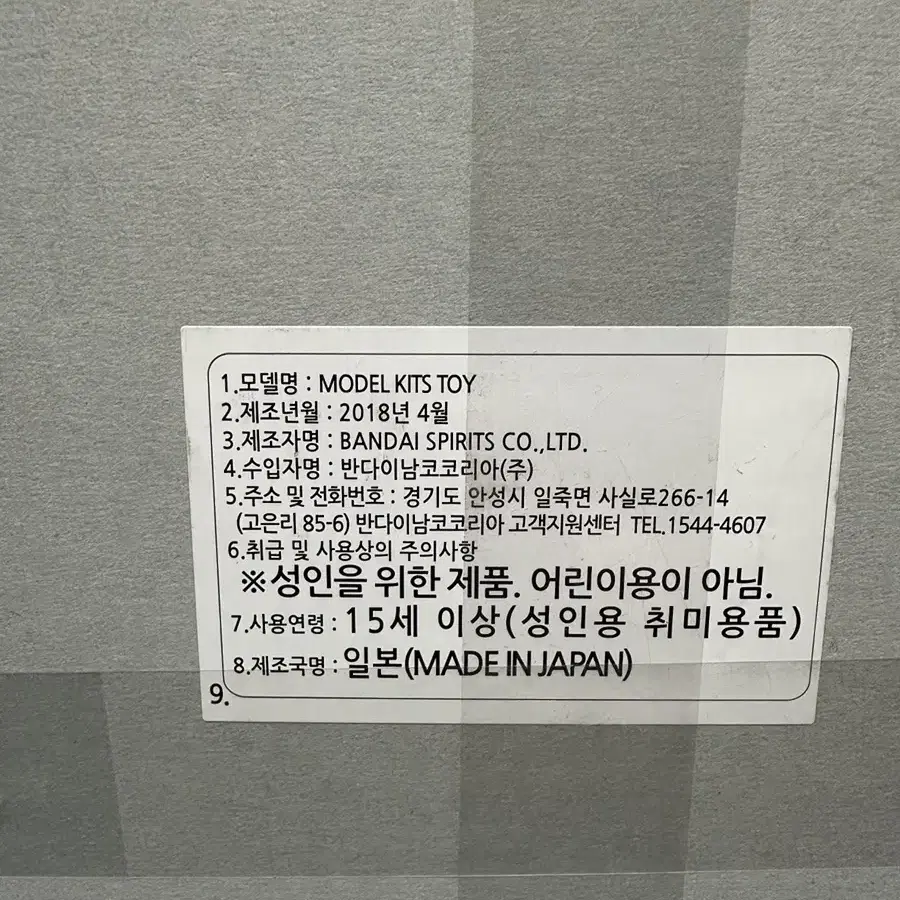 1.모델명 : MODEL KITS TOY
2.제조년월 : 2018년 4월
3.제조자명 : BANDAI SPIRITS CO.,LTD.
4.수입자명 : 반다이남코코리아(주)
5.주소 및 전화번호 : 경기도 안성시 일죽면 사실로266-14
(고은리 85-6) 반다이남코코리아 고객지원센터 TEL.1544-4607
6.취급 및 사용상의 주의사항
※성인을 위한 제품. 어린이용이 아님.
7.사용연령 : 15세 이상(성인용 취미용품)
8.제조국명 : 일본(MADE IN JAPAN)
9.